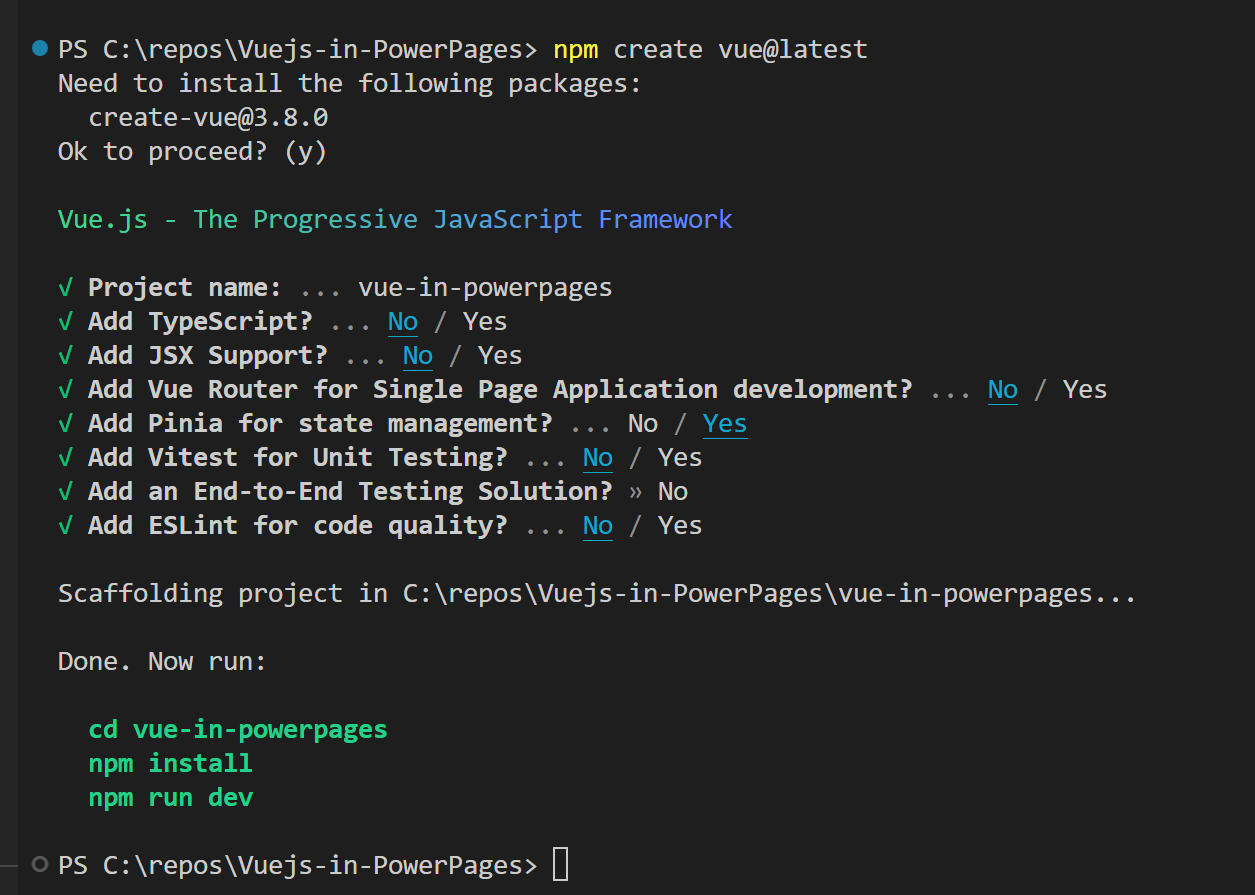 PS C:\repos\Vuejs-in-PowerPages> npm create vue@latest
Need to install the following packages:
  create-vue@3.8.0
Ok to proceed? (y)
Vue.js - The Progressive JavaScript Framework
√ Project name: ... vue-in-powerpages
√ Add TypeScript? ... No / Yes
√ Add JSX Support? ... No / Yes
√ Add Vue Router for Single Page Application development? ... No / Yes
√ Add Pinia for state management? ... No / Yes
√ Add Vitest for Unit Testing? ... No / Yes
√ Add an End-to-End Testing Solution? » No
√ Add ESLint for code quality? ... No / Yes
Scaffolding project in C:\repos\Vuejs-in-PowerPages\vue-in-powerpages...
Done. Now run:
  cd vue-in-powerpages
  npm install
  npm run dev
PS C:\repos\Vuejs-in-PowerPages>